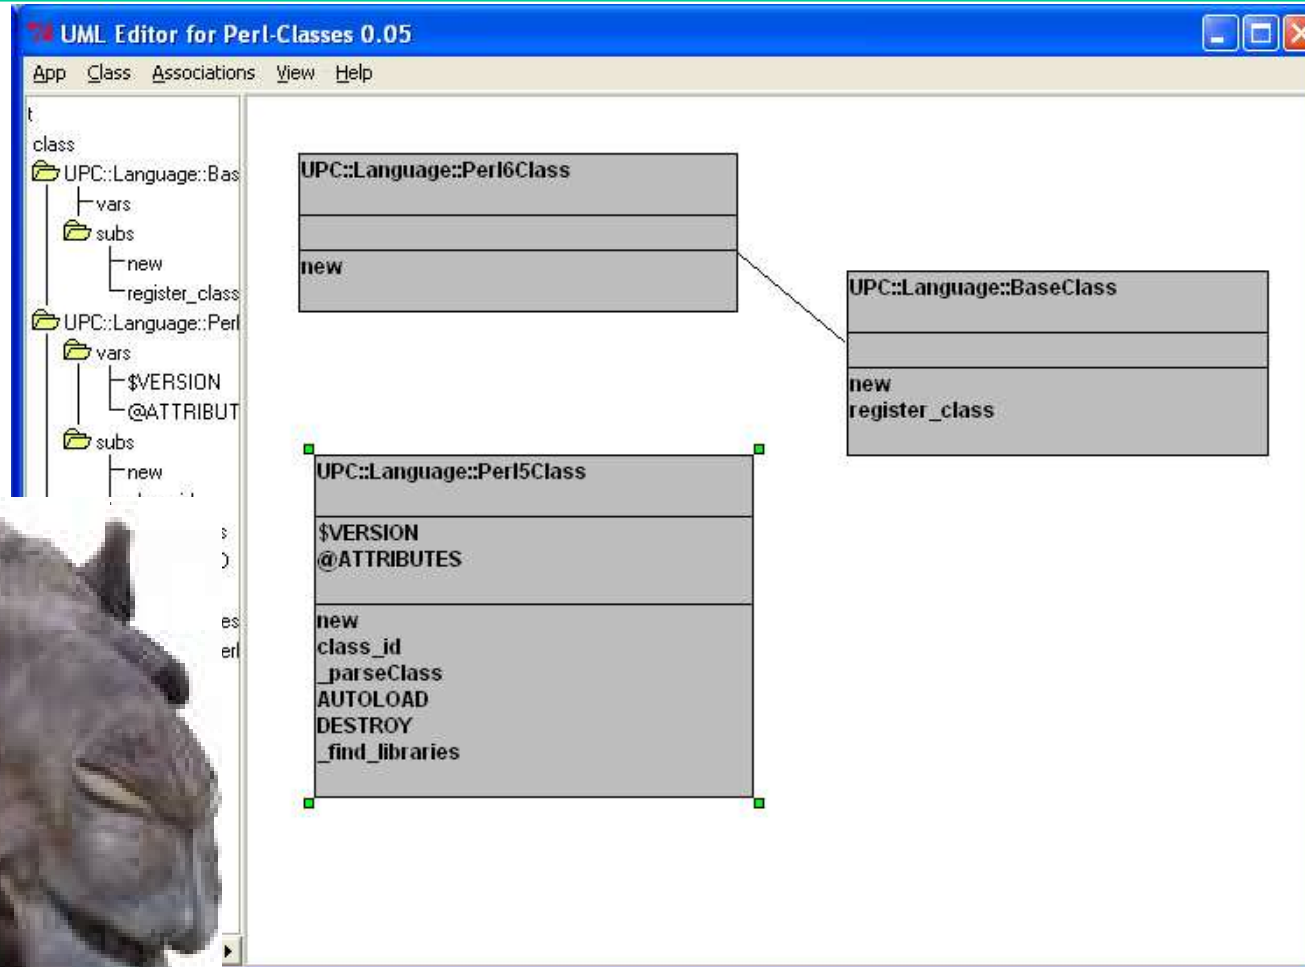 UML Editor for Perl-Classes 0.05
App Class Associations View Help
t
class
UPC::Language::Bas
vars
subs
new
register_class
UPC::Language::Perl
vars
$VERSION
@ATTRIBUT
subs
new
es
erl
UPC::Language::Perl6Class
new
UPC::Language::BaseClass
new
register_class
UPC::Language::Perl5Class
$VERSION
@ATTRIBUTES
new
class_id
_parseClass
AUTOLOAD
DESTROY
_find_libraries